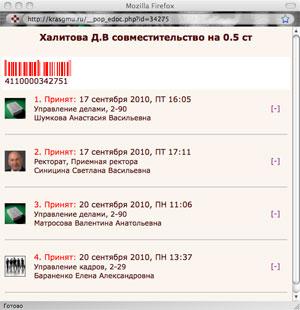 Mozilla Firefox
http://krasgmu.ru/__pop_edoc.php?id=34275
Халитова Д.В совместительство на 0.5 ст
4110000342751
1. Принят: 17 сентября 2010, ПТ 16:05
Управление делами, 2-90
Шумкова Анастасия Васильевна
[-]
2. Принят: 17 сентября 2010, ПТ 17:11
Ректорат, Приемная ректора
Синицина Светлана Васильевна
[-]
3. Принят: 20 сентября 2010, ПН 11:06
Управление делами, 2-90
Матросова Валентина Анатольевна
[-]
4. Принят: 20 сентября 2010, ПН 13:37
Управление кадров, 2-29
Бараненко Елена Александровна
[-]
Готово